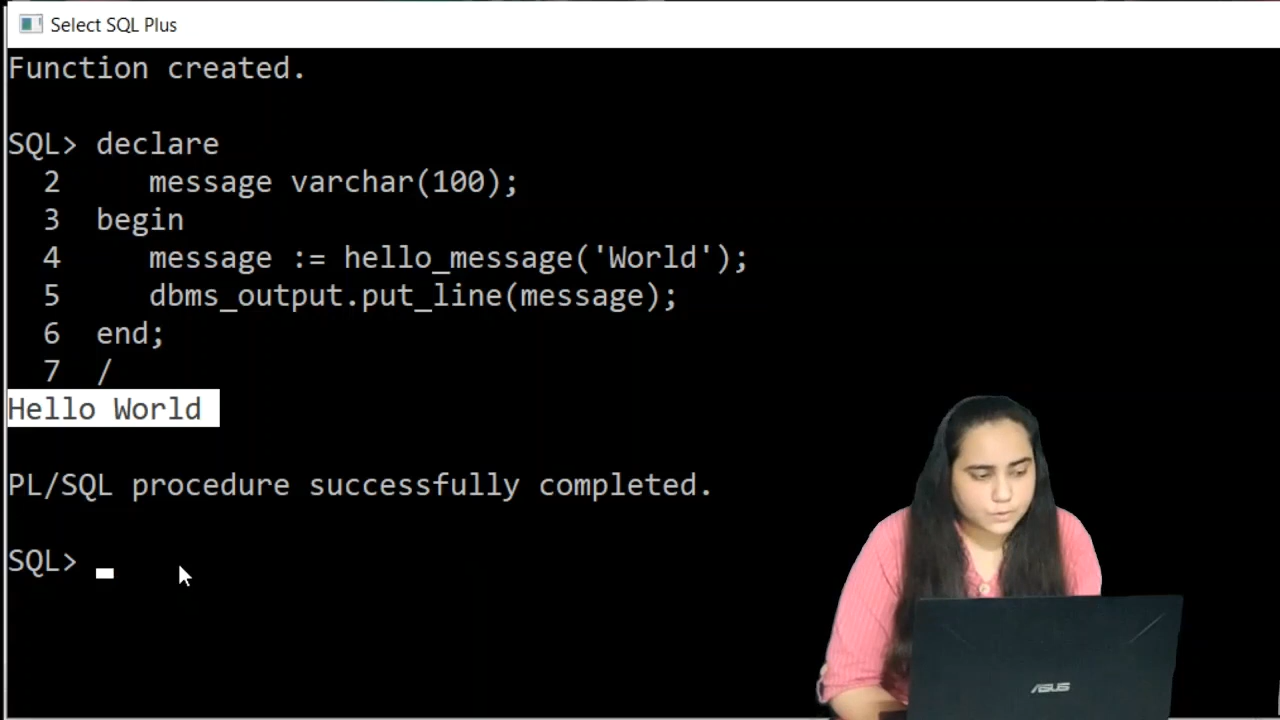 Select SQL Plus
Function created.
SQL> declare
2 message varchar(100);
3 begin
4 message := hello_message('World');
5 dbms_output.put_line(message);
6 end;
7 /
Hello World
PL/SQL procedure successfully completed.
SQL>
ASUS